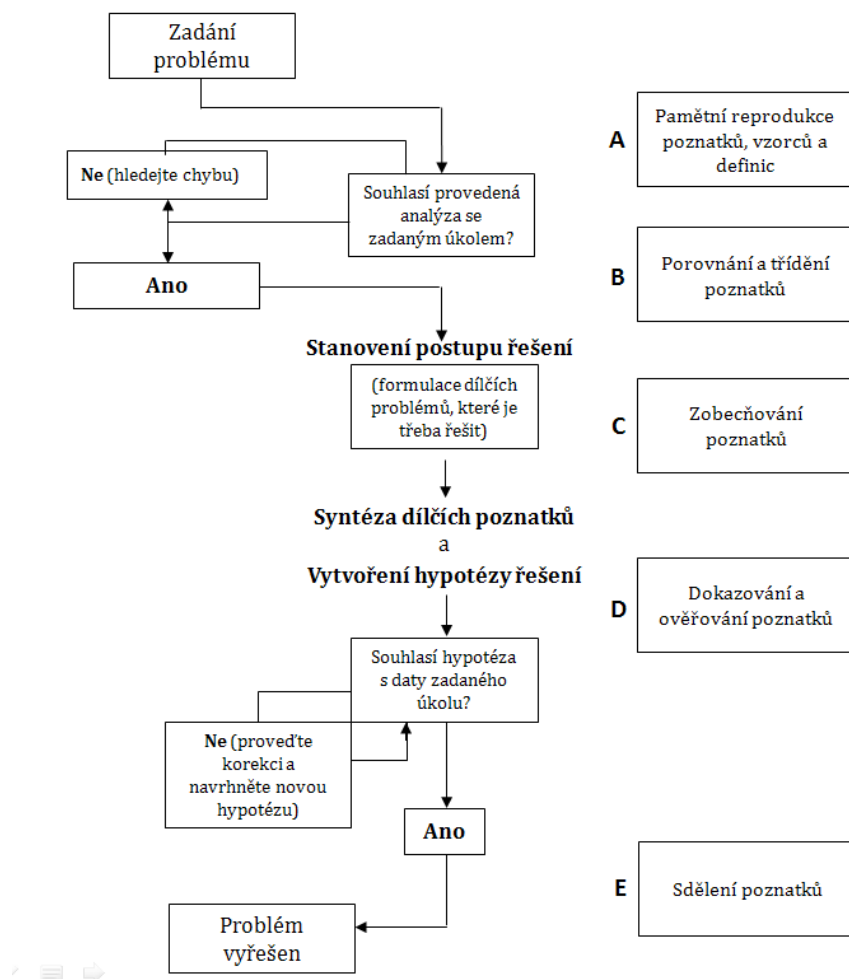 Zadání
problému
Ne (hledejte chybu)
Souhlasí provedená
analýza se
zadaným úkolem?
Ano
Stanovení postupu řešení
(formulace dílčích
problémů, které je
třeba řešit)
Syntéza dílčích poznatků
a
Vytvoření hypotézy řešení
Souhlasí hypotéza
s daty zadaného
úkolu?
Ne (proveďte
korekci a
navrhněte novou
hypotézu)
Ano
Problém
vyřešen
A
Pamětní reprodukce
poznatků, vzorců a
definic
B
Porovnání a třídění
poznatků
C
Zobecňování
poznatků
D
Dokazování a
ověřování poznatků
E
Sdělení poznatků